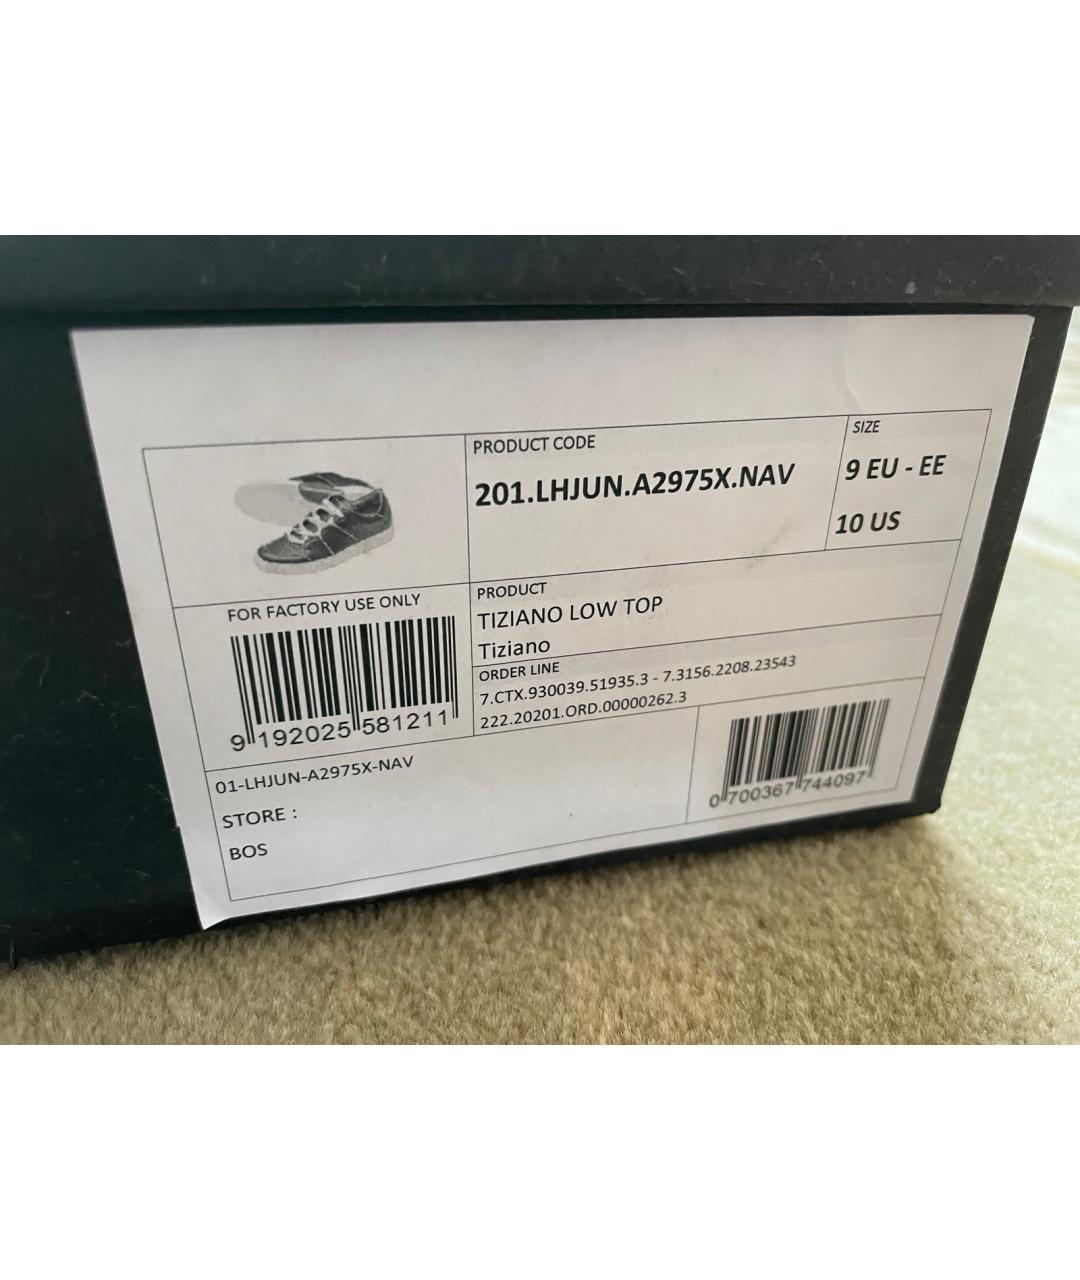 PRODUCT CODE
201.LHJUN.A2975X.NAV
SIZE
9 EU - EE
10 US
FOR FACTORY USE ONLY
9 192025 581211
PRODUCT
TIZIANO LOW TOP
Tiziano
ORDER LINE
7.CTX.930039.51935.3 - 7.3156.2208.23543
222.20201.ORD.00000262.3
01-LHJUN-A2975X-NAV
STORE :
BOS
0 700367 744097